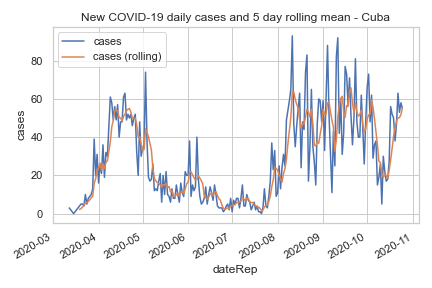 New COVID-19 daily cases and 5 day rolling mean - Cuba
cases
cases (rolling)
cases
80
60
40
20
0
2020-03
2020-04
2020-05
2020-06
2020-07
2020-08
2020-09
2020-10
2020-11
dateRep